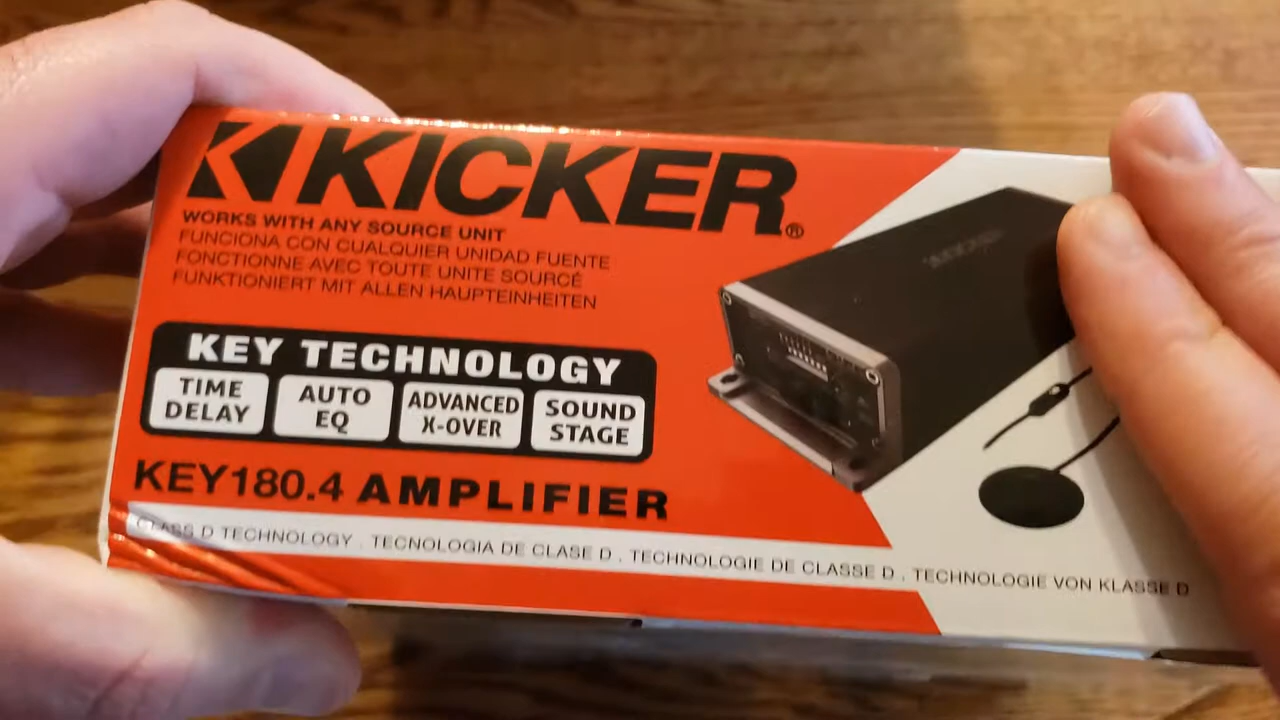 KICKER®
WORKS WITH ANY SOURCE UNIT
FUNCIONA CON CUALQUIER UNIDAD FUENTE
FONCTIONNE AVEC TOUTE UNITE SOURCÉ
FUNKTIONIERT MIT ALLEN HAUPTEINHEITEN
KEY TECHNOLOGY
TIME DELAY
AUTO EQ
ADVANCED X-OVER
SOUND STAGE
KEY180.4 AMPLIFIER
CLASS D TECHNOLOGY . TECNOLOGIA DE CLASE D . TECHNOLOGIE DE CLASSE D . TECHNOLOGIE VON KLASSE D
KICKER